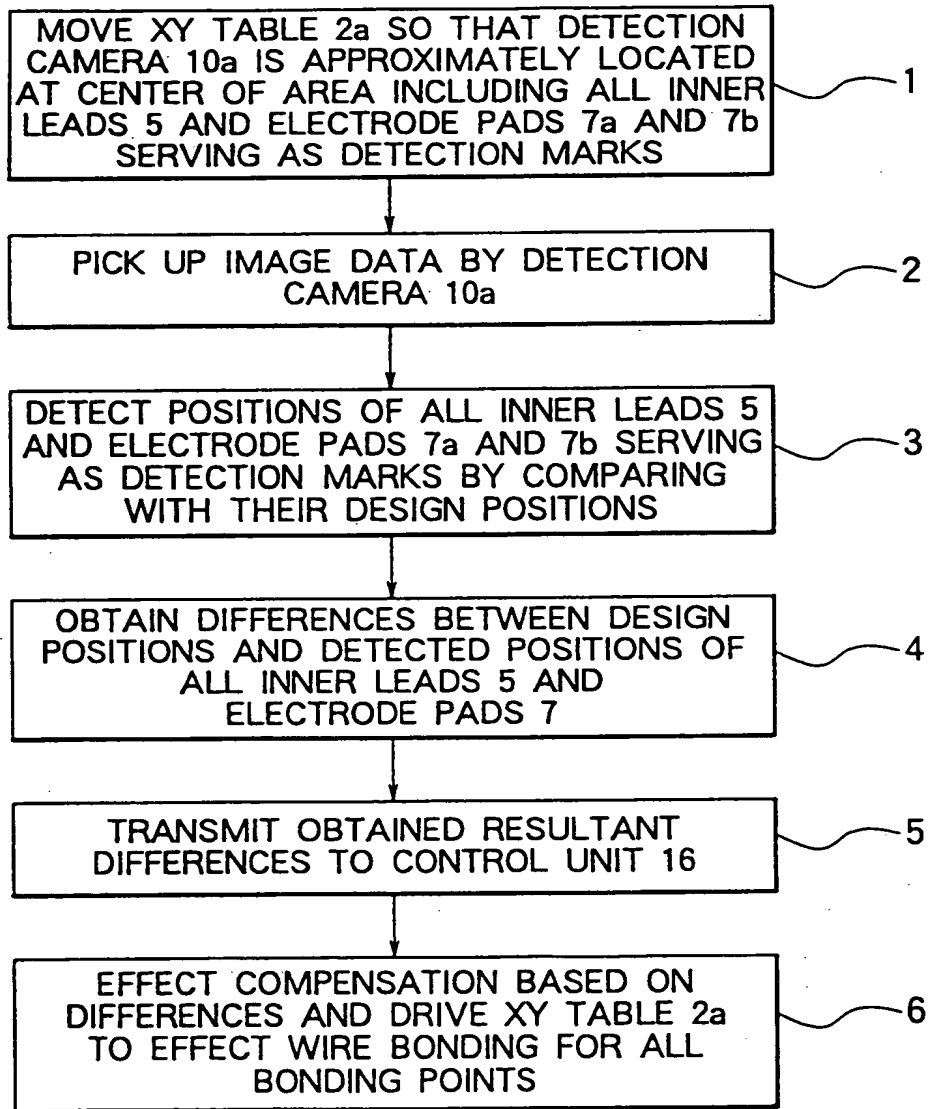 MOVE XY TABLE 2a SO THAT DETECTION
CAMERA 10a IS APPROXIMATELY LOCATED
AT CENTER OF AREA INCLUDING ALL INNER
LEADS 5 AND ELECTRODE PADS 7a AND 7b
SERVING AS DETECTION MARKS
1
PICK UP IMAGE DATA BY DETECTION
CAMERA 10a
2
DETECT POSITIONS OF ALL INNER LEADS 5
AND ELECTRODE PADS 7a AND 7b SERVING
AS DETECTION MARKS BY COMPARING
WITH THEIR DESIGN POSITIONS
3
OBTAIN DIFFERENCES BETWEEN DESIGN
POSITIONS AND DETECTED POSITIONS OF
ALL INNER LEADS 5 AND
ELECTRODE PADS 7
4
TRANSMIT OBTAINED RESULTANT
DIFFERENCES TO CONTROL UNIT 16
5
EFFECT COMPENSATION BASED ON
DIFFERENCES AND DRIVE XY TABLE 2a
TO EFFECT WIRE BONDING FOR ALL
BONDING POINTS
6